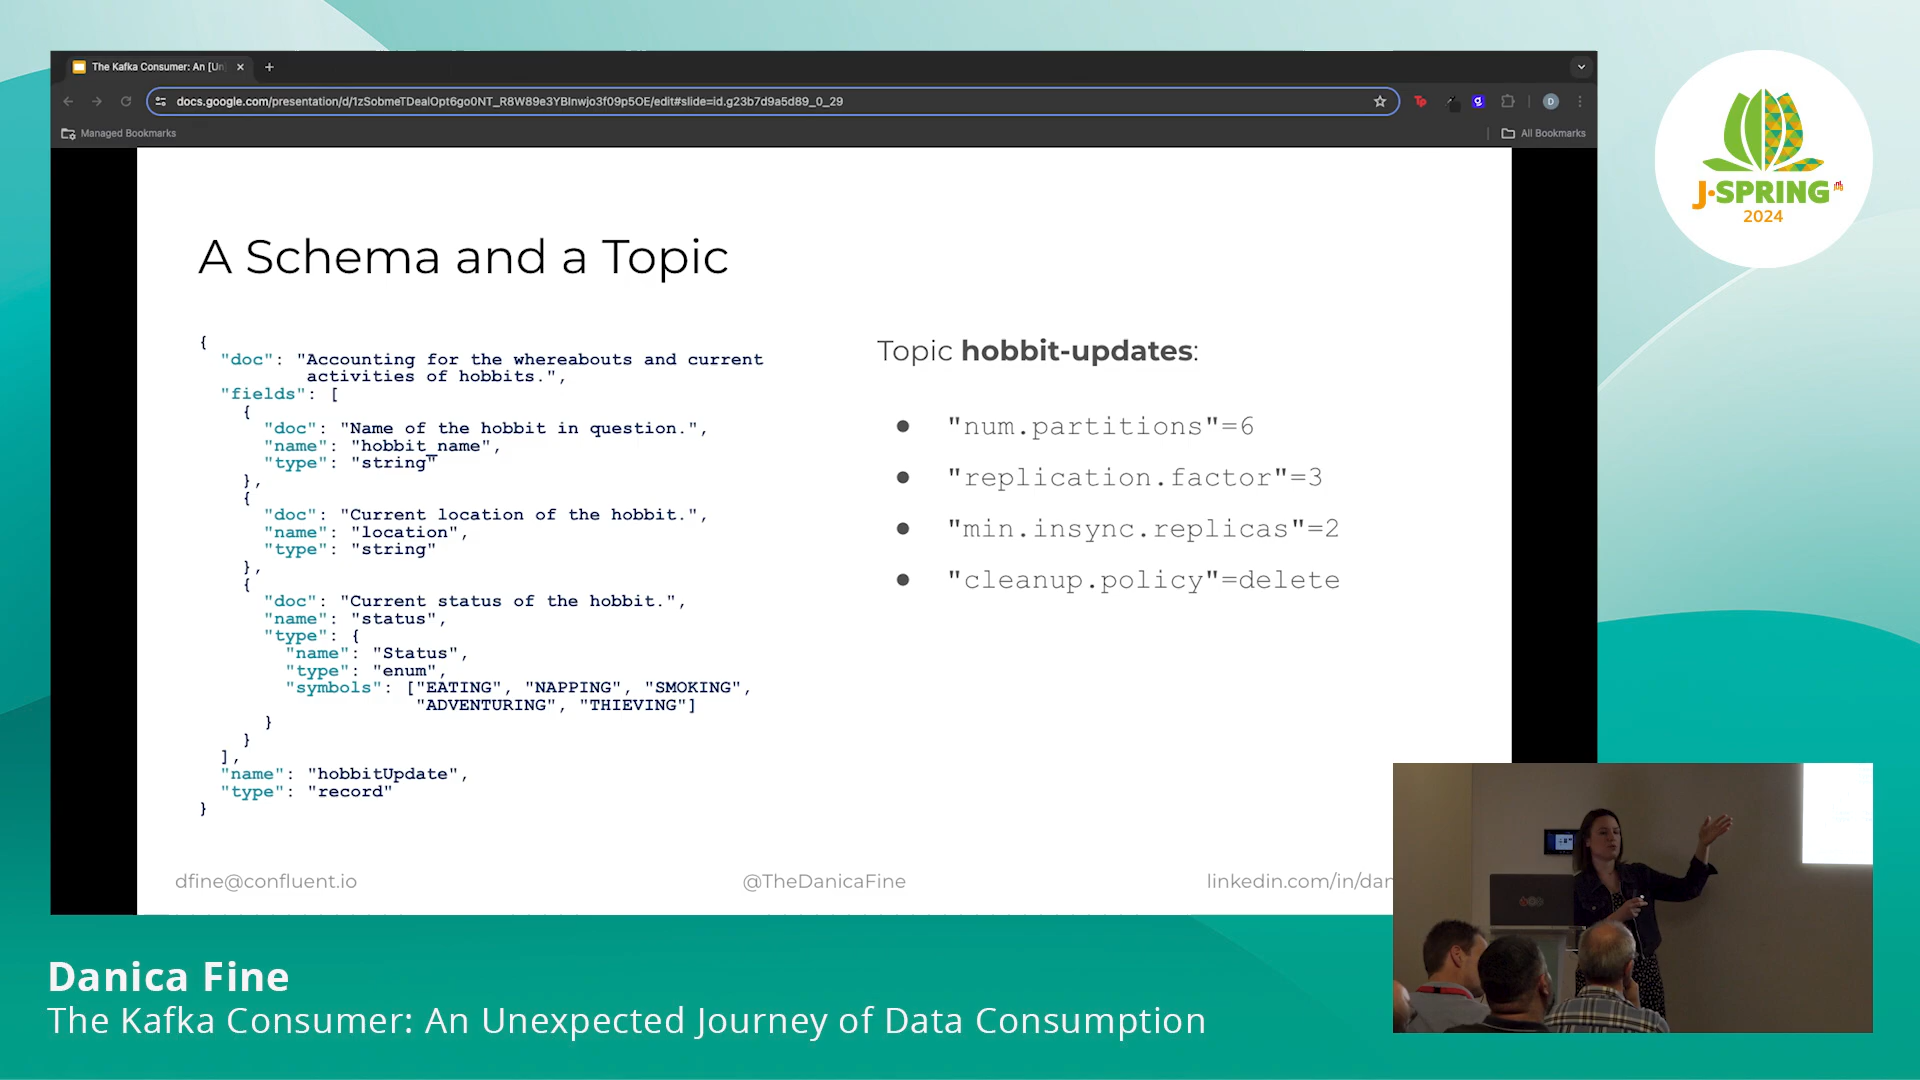 The Kafka Consumer: An [Un
docs.google.com/presentation/d/1zSobmeTDealOpt6go0NT_R8W89e3YBInwjo3f09p5OE/edit#slide=id.g23b7d9a5d89_0_29
D
Managed Bookmarks
All Bookmarks
J-SPRING
2024
A Schema and a Topic
{
"doc": "Accounting for the whereabouts and current
activities of hobbits.",
"fields": [
{
"doc": "Name of the hobbit in question.",
"name": "hobbit_name",
"type": "string"
},
{
"doc": "Current location of the hobbit.",
"name": "location",
"type": "string"
},
{
"doc": "Current status of the hobbit.",
"name": "status",
"type": {
"name": "Status",
"type": "enum",
"symbols": ["EATING", "NAPPING", "SMOKING",
"ADVENTURING", "THIEVING"]
}
}
],
"name": "hobbitUpdate",
"type": "record"
}
Topic hobbit-updates:
● "num.partitions"=6
● "replication.factor"=3
● "min.insync.replicas"=2
● "cleanup.policy"=delete
dfine@confluent.io
@TheDanicaFine
linkedin.com/in/dan
Danica Fine
The Kafka Consumer: An Unexpected Journey of Data Consumption